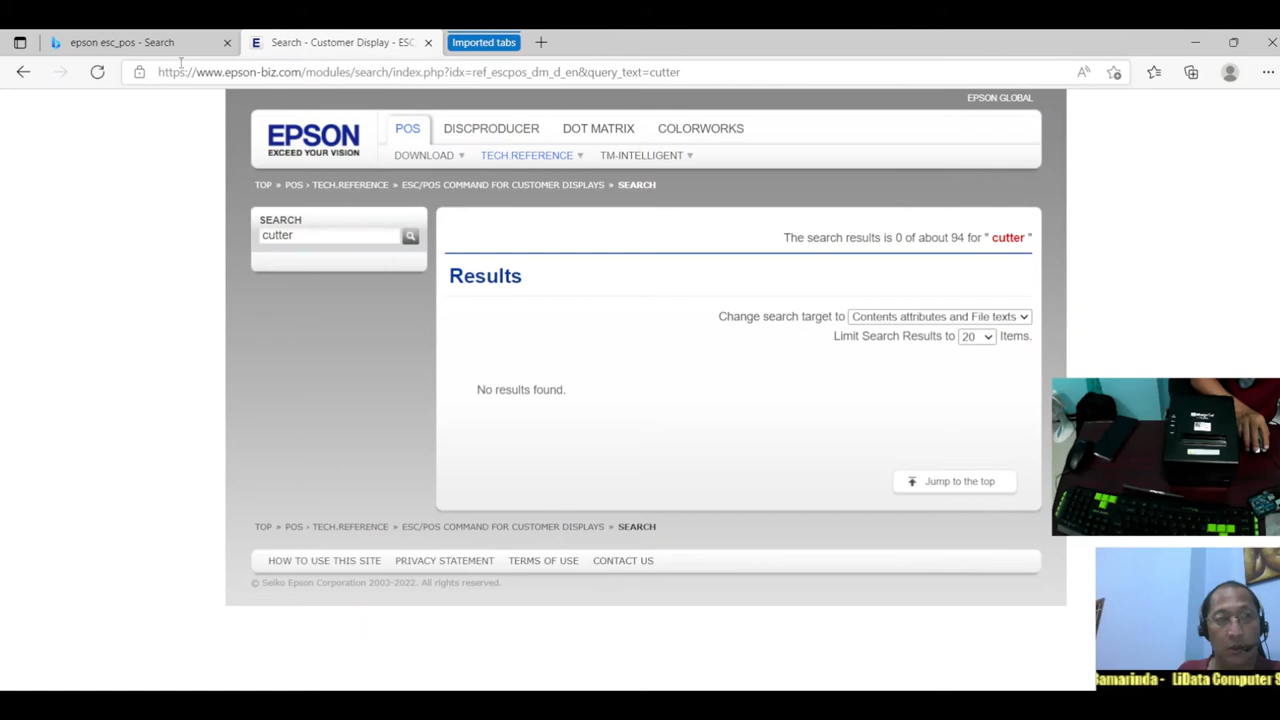 epson esc_pos - Search
Search - Customer Display - ESC
Imported tabs
https://www.epson-biz.com/modules/search/index.php?idx=ref_escpos_dm_d_en&query_text=cutter
EPSON GLOBAL
EPSON
EXCEED YOUR VISION
POS DISCPRODUCER DOT MATRIX COLORWORKS
DOWNLOAD TECH.REFERENCE TM-INTELLIGENT
TOP » POS › TECH.REFERENCE » ESC/POS COMMAND FOR CUSTOMER DISPLAYS » SEARCH
SEARCH
cutter
The search results is 0 of about 94 for " cutter "
Results
Change search target to Contents attributes and File texts
Limit Search Results to 20 Items.
No results found.
Jump to the top
TOP » POS › TECH.REFERENCE » ESC/POS COMMAND FOR CUSTOMER DISPLAYS » SEARCH
HOW TO USE THIS SITE PRIVACY STATEMENT TERMS OF USE CONTACT US
© Seiko Epson Corporation 2003-2022. All rights reserved.
Samarinda - LiData Computer S